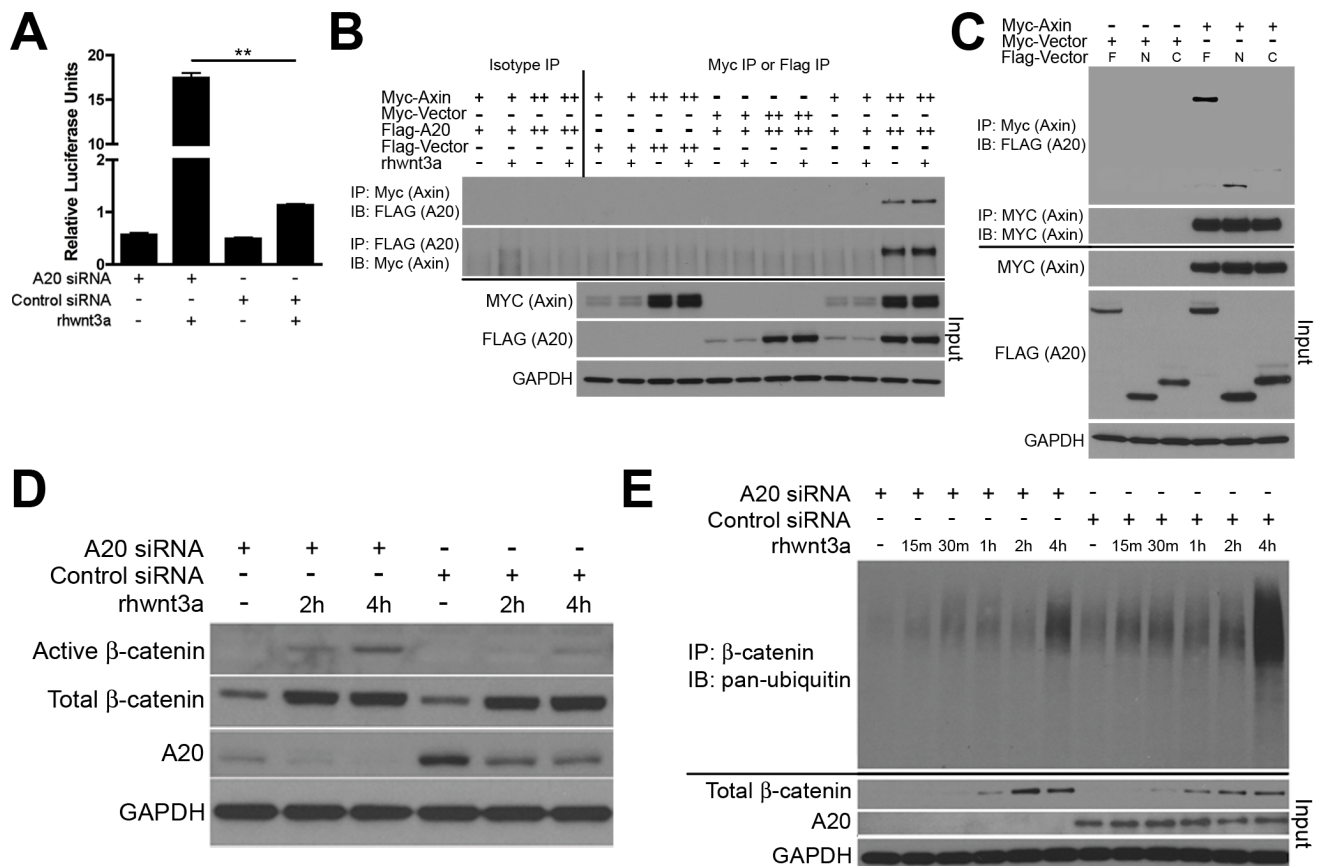 A
**
20
15
10
2
1
0
Relative Luciferase Units
A20 siRNA + + - -
Control siRNA - - + +
rhwnt3a - + - +
B
Isotype IP Myc IP or Flag IP
Myc-Axin + + ++ ++ + + ++ ++ - - - - + + ++ ++
Myc-Vector - - - - - - - - + + ++ ++ - - - -
Flag-A20 + + ++ ++ - - - - + + ++ ++ + + ++ ++
Flag-Vector - - - - + + ++ ++ - - - - - - - -
rhwnt3a - + - + - + - + - + - + - + - +
IP: Myc (Axin)
IB: FLAG (A20)
IP: FLAG (A20)
IB: Myc (Axin)
MYC (Axin)
FLAG (A20)
GAPDH
Input
C
Myc-Axin - - - + + +
Myc-Vector + + + - - -
Flag-Vector F N C F N C
IP: Myc (Axin)
IB: FLAG (A20)
IP: MYC (Axin)
IB: MYC (Axin)
MYC (Axin)
FLAG (A20)
GAPDH
Input
D
A20 siRNA + + + - - -
Control siRNA - - - + + +
rhwnt3a - 2h 4h - 2h 4h
Active β-catenin
Total β-catenin
A20
GAPDH
E
A20 siRNA + + + + + + - - - - - -
Control siRNA - - - - - - + + + + + +
rhwnt3a - 15m 30m 1h 2h 4h - 15m 30m 1h 2h 4h
IP: β-catenin
IB: pan-ubiquitin
Total β-catenin
A20
GAPDH
Input